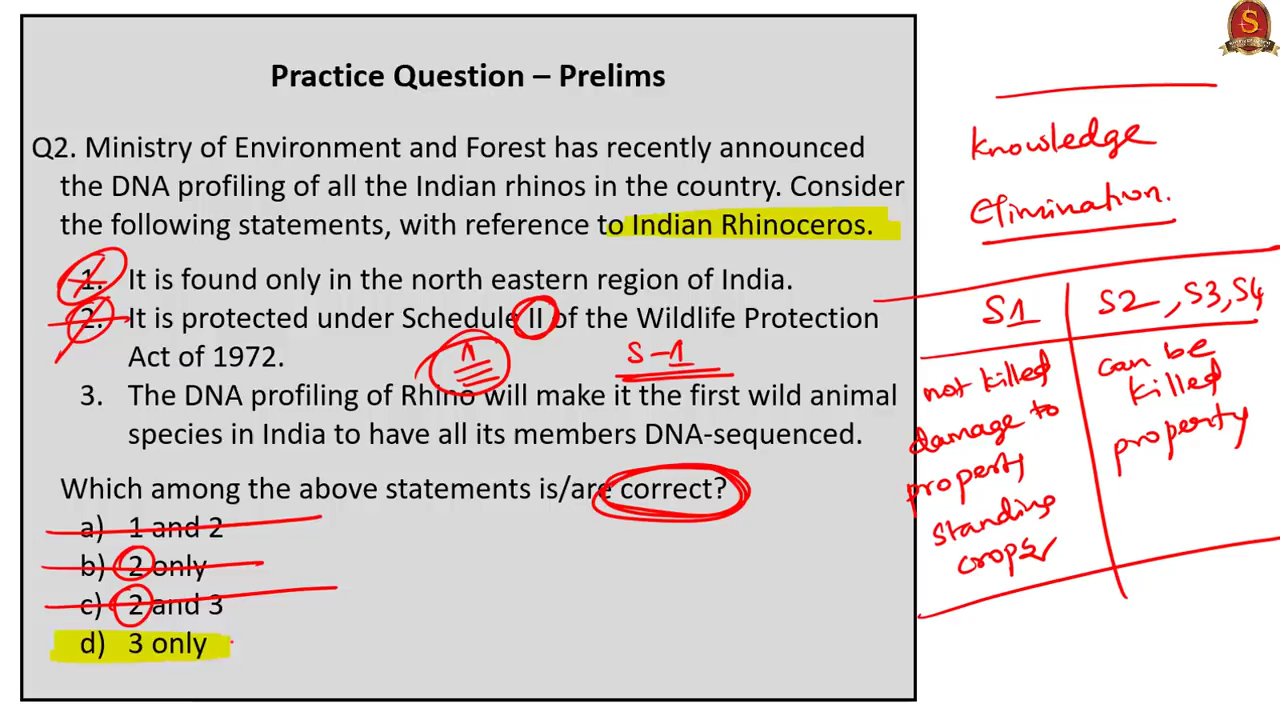 Practice Question – Prelims
Q2. Ministry of Environment and Forest has recently announced
the DNA profiling of all the Indian rhinos in the country. Consider
the following statements, with reference to Indian Rhinoceros.
1. It is found only in the north eastern region of India.
2. It is protected under Schedule II of the Wildlife Protection
Act of 1972.
1
S-1
3. The DNA profiling of Rhino will make it the first wild animal
species in India to have all its members DNA-sequenced.
Which among the above statements is/are correct?
a) 1 and 2
b) 2 only
c) 2 and 3
d) 3 only
S
Knowledge
Elimination.
S1
S2, S3, S4
not killed
damage to
property
standing
crops
can be
killed
property